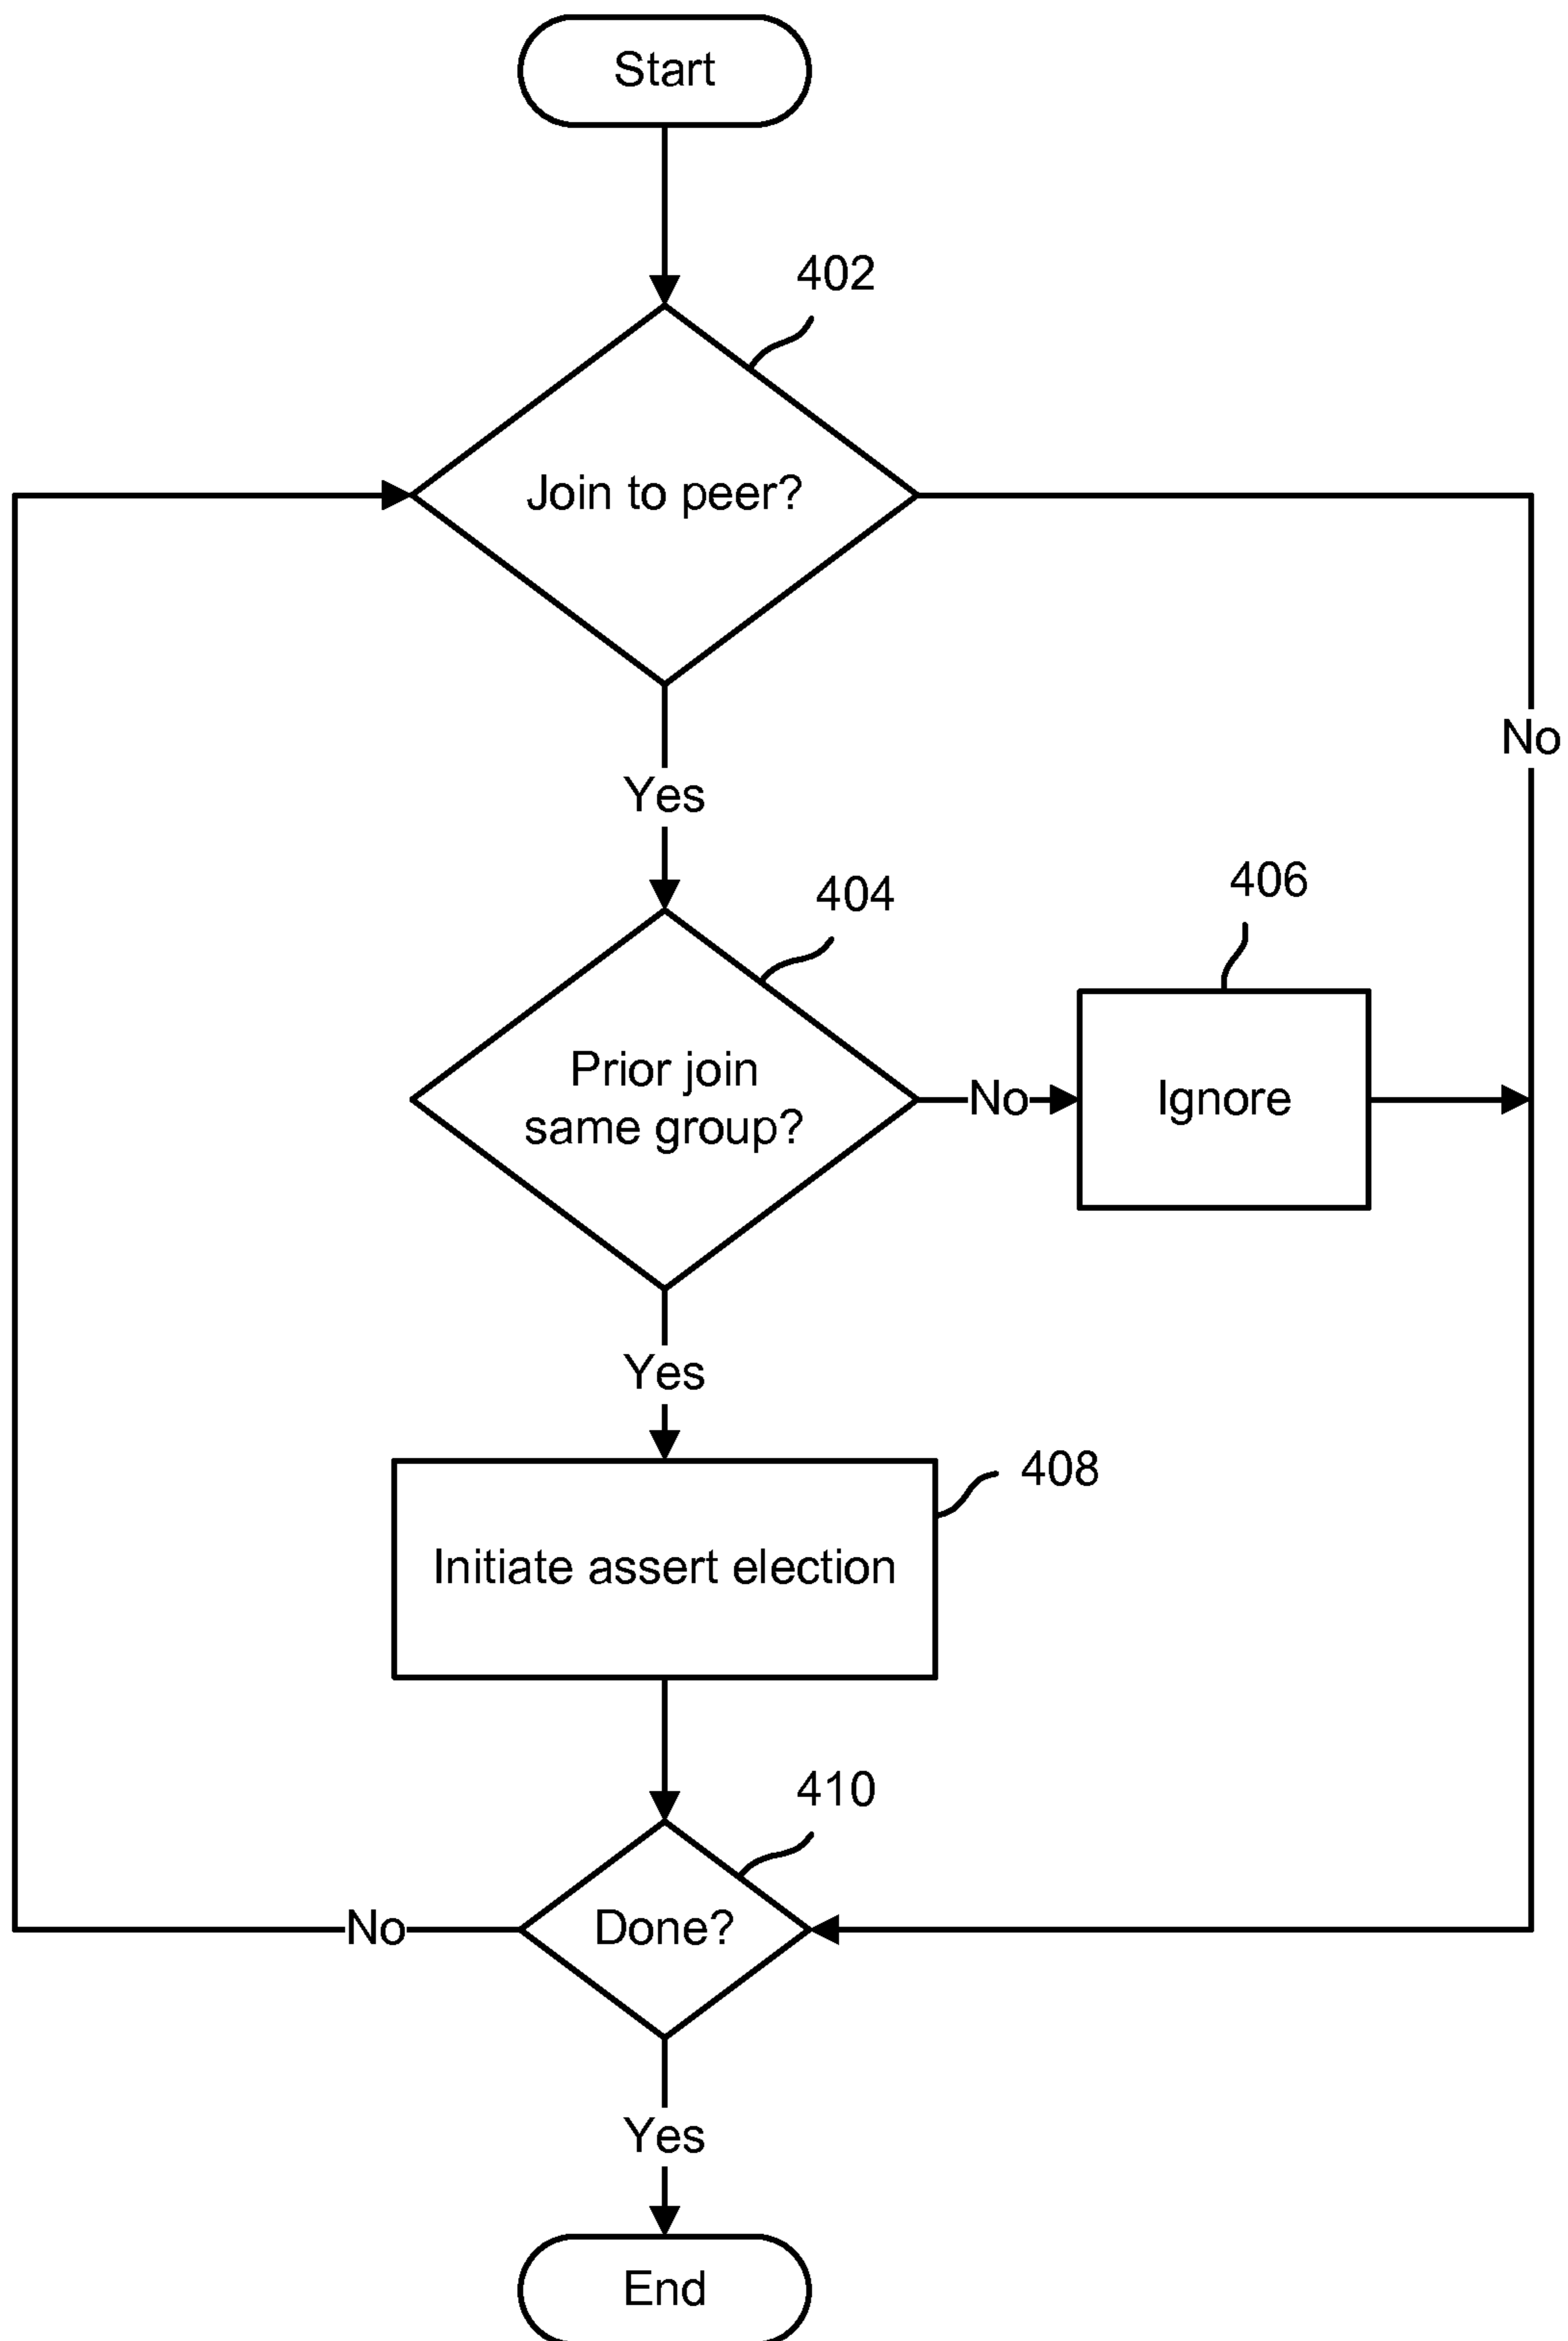 Start
402
Join to peer?
No
Yes
404
406
Prior join
same group?
No
Ignore
Yes
408
Initiate assert election
410
No
Done?
Yes
End